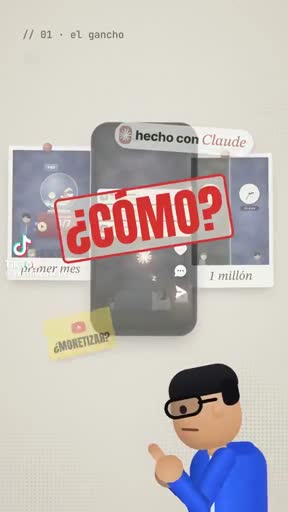 // 01 · el gancho
hecho con Claude
¿CÓMO?
primer mes
1 millón
¿MONETIZAR?